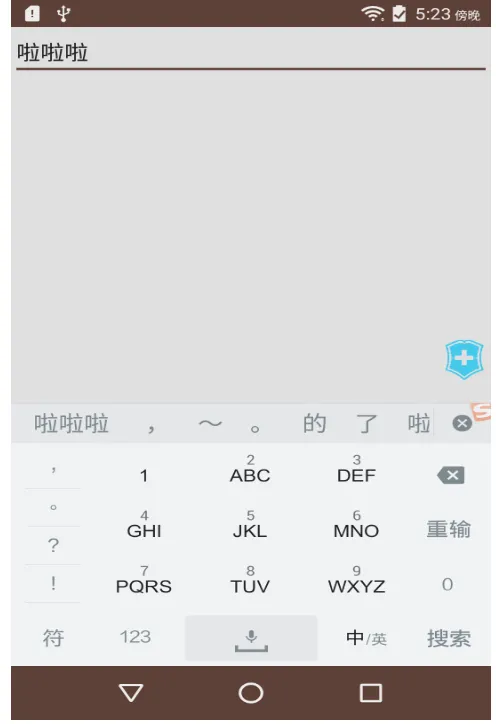 5:23 傍晚
啦啦啦
啦啦啦 ， ～ 。 的 了 啦
S
， 1 2 ABC 3 DEF
。 4 GHI 5 JKL 6 MNO 重输
?
! 7 PQRS 8 TUV 9 WXYZ 0
符 123 中/英 搜索